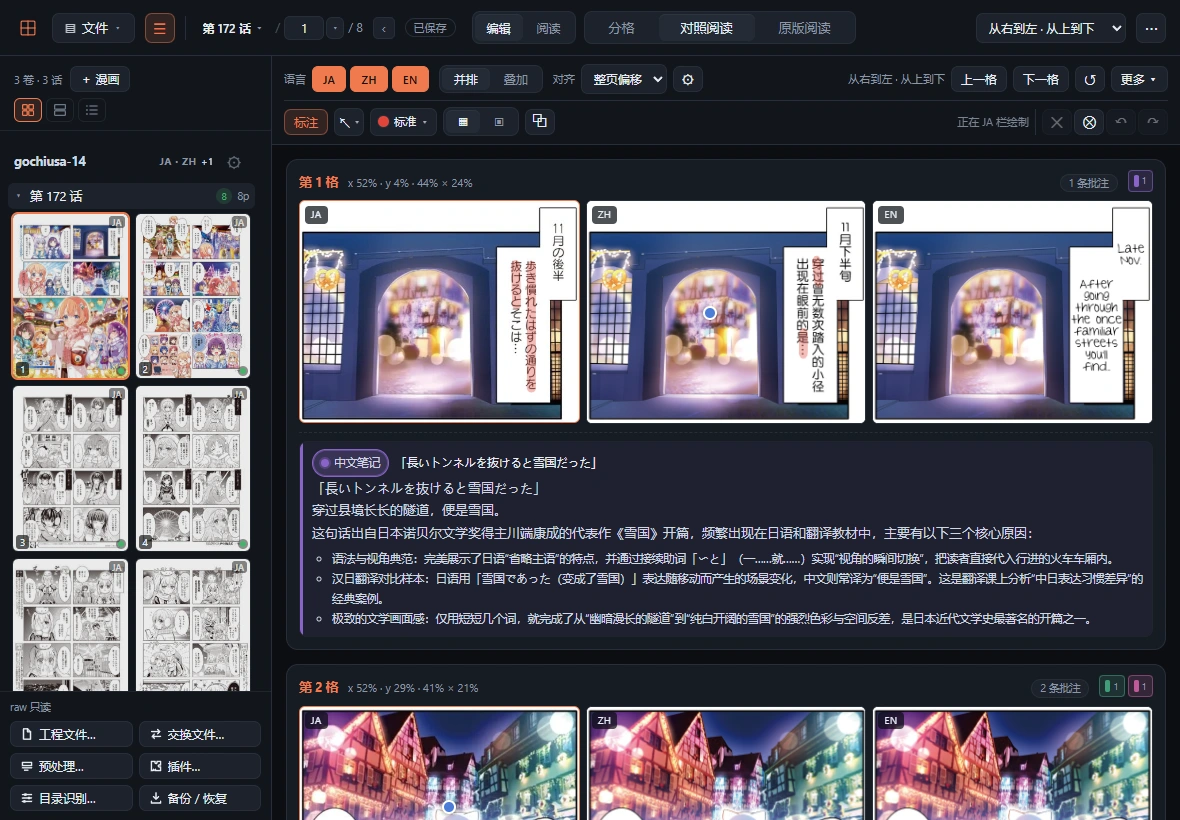 文件
第 172 话
/ 1 / 8
已保存
编辑 阅读
分格 对照阅读 原版阅读
从右到左 · 从上到下
3 卷 · 3 话
+ 漫画
gochiusa-14
JA · ZH +1
第 172 话
8 8p
JA
1
JA
2
JA
3
JA
4
JA
JA
raw 只读
工程文件...
交换文件...
预处理...
插件...
目录识别...
备份 / 恢复
语言 JA ZH EN 并排 叠加 对齐 整页偏移
从右到左 · 从上到下 上一格 下一格 更多
标注 标准
正在 JA 栏绘制
第 1 格 x 52% · y 4% · 44% × 24%
1 条批注 1
JA
11月の後半
歩き慣れたはずの通りを
抜けるとそこは…
ZH
11月下半旬
穿过曾无数次踏入的小径
出现在眼前的是…
EN
Late
Nov.
After
going
through
the once
familiar
streets
you'll
find.
中文笔记 「長いトンネルを抜けると雪国だった」
「長いトンネルを抜けると雪国だった」
穿过县境长长的隧道，便是雪国。
这句话出自日本诺贝尔文学奖得主川端康成的代表作《雪国》开篇，频繁出现在日语和翻译教材中，主要有以下三个核心原因：
语法与视角典范：完美展示了日语"省略主语"的特点，并通过接续助词「〜と」（一……就……）实现"视角的瞬间切换"，把读者直接代入行进的火车车厢内。
汉日翻译对比样本：日语用「雪国であった（变成了雪国）」表达随移动而产生的场景变化，中文则常译为"便是雪国"。这是翻译课上分析"中日表达习惯差异"的
经典案例。
极致的文学画面感：仅用短短几个词，就完成了从"幽暗漫长的隧道"到"纯白开阔的雪国"的强烈色彩与空间反差，是日本近代文学史最著名的开篇之一。
第 2 格 x 52% · y 29% · 41% × 21%
2 条批注 1 1
JA
ZH
EN